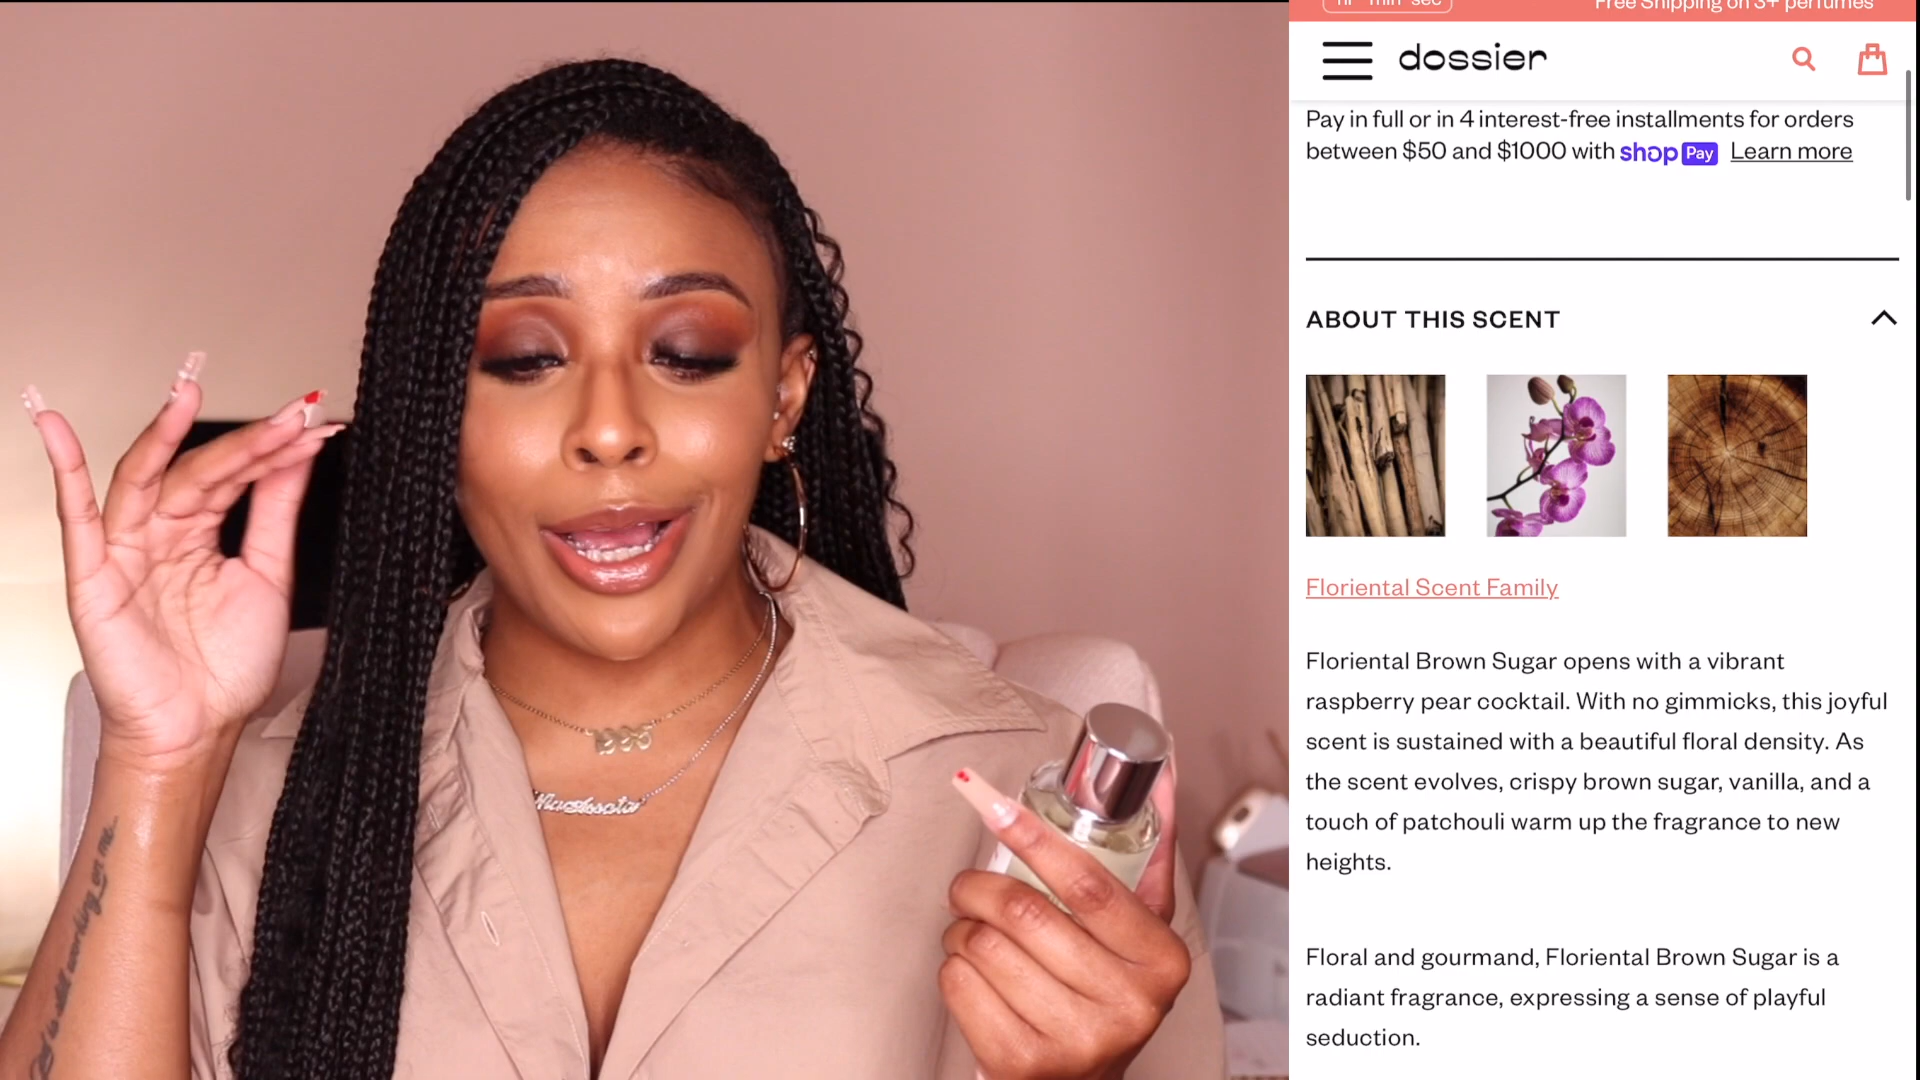 Free Shipping on 3+ perfumes
dossier
Pay in full or in 4 interest-free installments for orders
between $50 and $1000 with shop Pay Learn more
ABOUT THIS SCENT
Floriental Scent Family
Floriental Brown Sugar opens with a vibrant
raspberry pear cocktail. With no gimmicks, this joyful
scent is sustained with a beautiful floral density. As
the scent evolves, crispy brown sugar, vanilla, and a
touch of patchouli warm up the fragrance to new
heights.
Floral and gourmand, Floriental Brown Sugar is a
radiant fragrance, expressing a sense of playful
seduction.